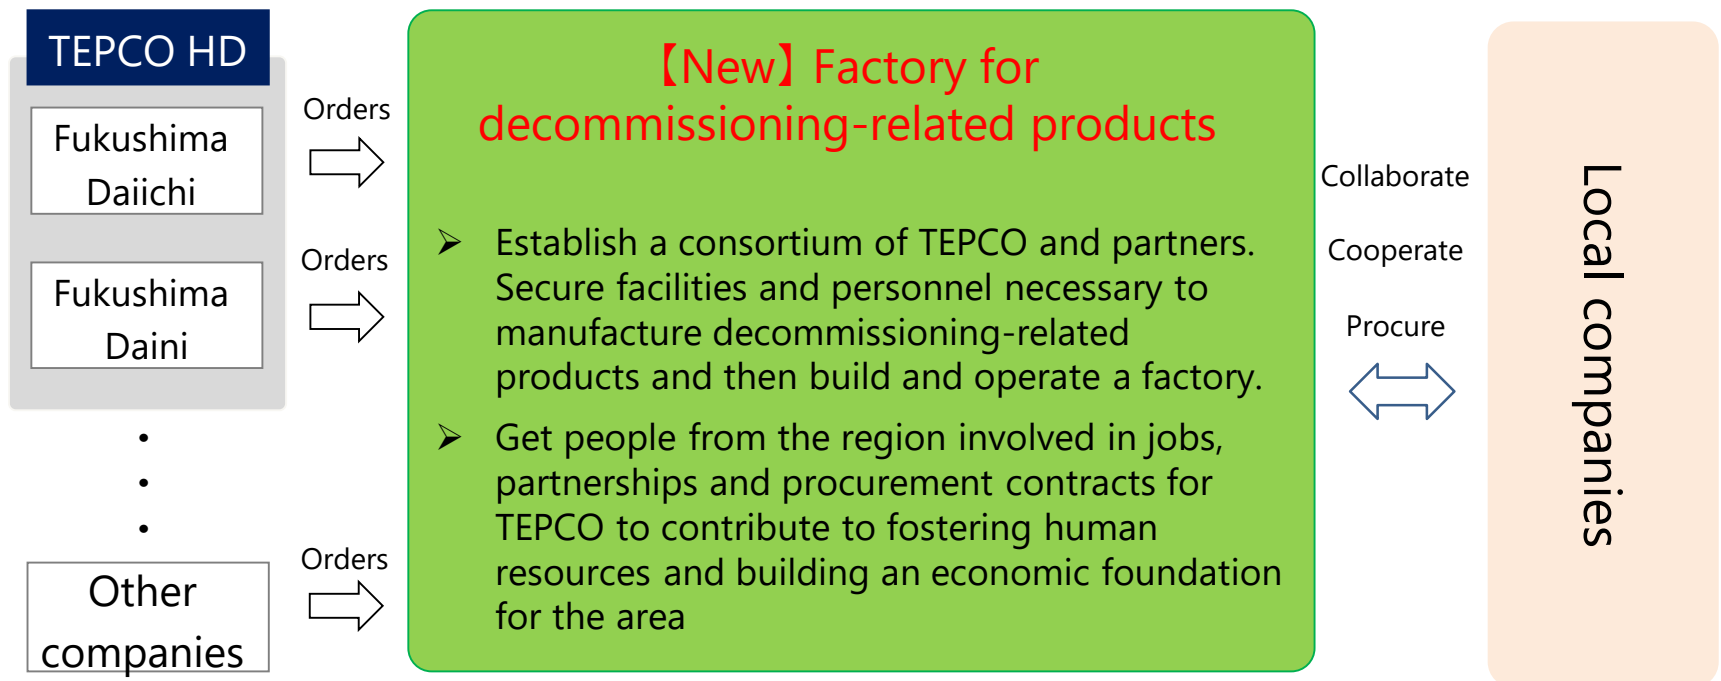 TEPCO HD
Fukushima
Daiichi
Fukushima
Daini
Other
companies
Orders
Orders
Orders
【New】Factory for
decommissioning-related products
➢ Establish a consortium of TEPCO and partners.
Secure facilities and personnel necessary to
manufacture decommissioning-related
products and then build and operate a factory.
➢ Get people from the region involved in jobs,
partnerships and procurement contracts for
TEPCO to contribute to fostering human
resources and building an economic foundation
for the area
Collaborate
Cooperate
Procure
Local companies